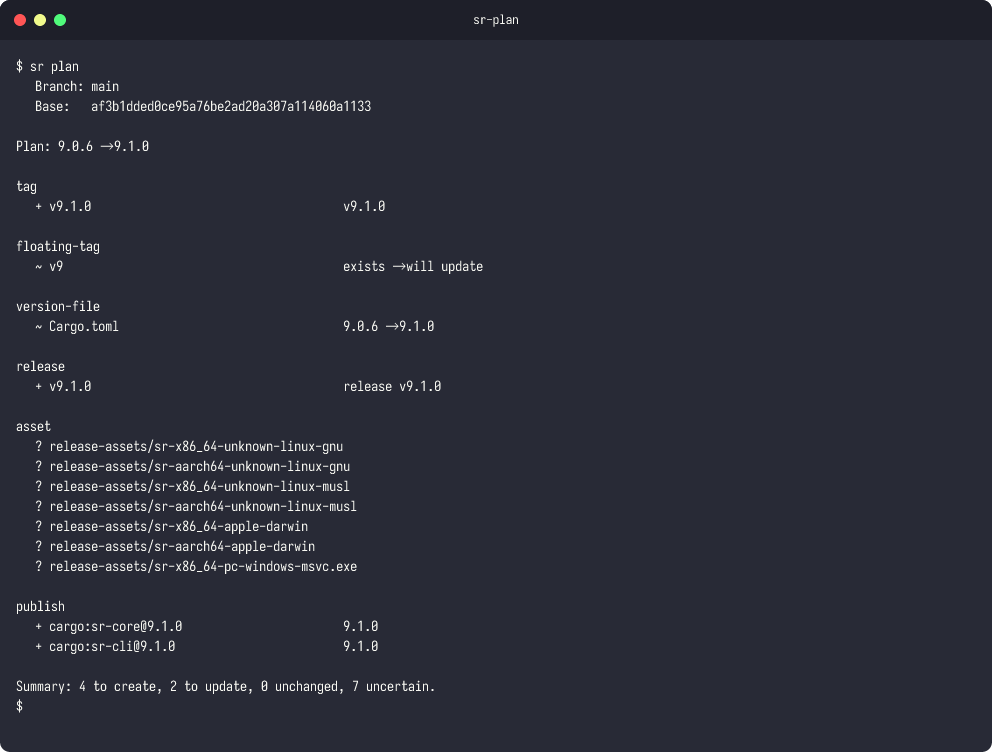 sr-plan
$ sr plan
Branch: main
Base: af3b1dded0ce95a76be2ad20a307a114060a1133
Plan: 9.0.6 → 9.1.0
tag
+ v9.1.0 v9.1.0
floating-tag
~ v9 exists → will update
version-file
~ Cargo.toml 9.0.6 → 9.1.0
release
+ v9.1.0 release v9.1.0
asset
? release-assets/sr-x86_64-unknown-linux-gnu
? release-assets/sr-aarch64-unknown-linux-gnu
? release-assets/sr-x86_64-unknown-linux-musl
? release-assets/sr-aarch64-unknown-linux-musl
? release-assets/sr-x86_64-apple-darwin
? release-assets/sr-aarch64-apple-darwin
? release-assets/sr-x86_64-pc-windows-msvc.exe
publish
+ cargo:sr-core@9.1.0 9.1.0
+ cargo:sr-cli@9.1.0 9.1.0
Summary: 4 to create, 2 to update, 0 unchanged, 7 uncertain.
$